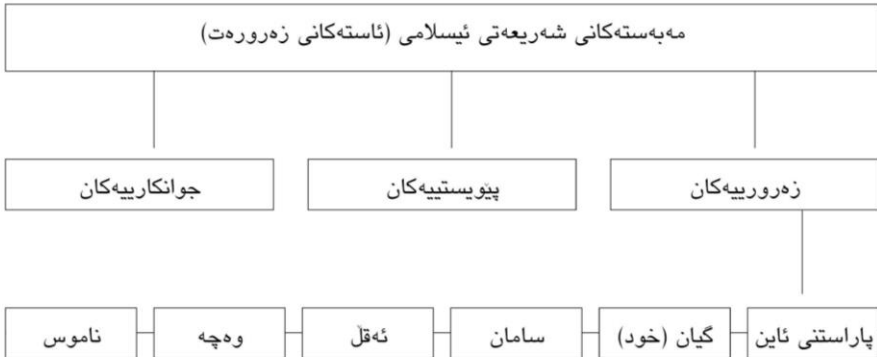 مەبەستەکانی شەریعەتی ئیسلامی (ئاستەکانی زەرورەت)
زەرورییەکان
پێویستییەکان
جوانکارییەکان
پاراستنی ئاین
گیان (خود)
سامان
ئەقڵ
وەچە
ناموس